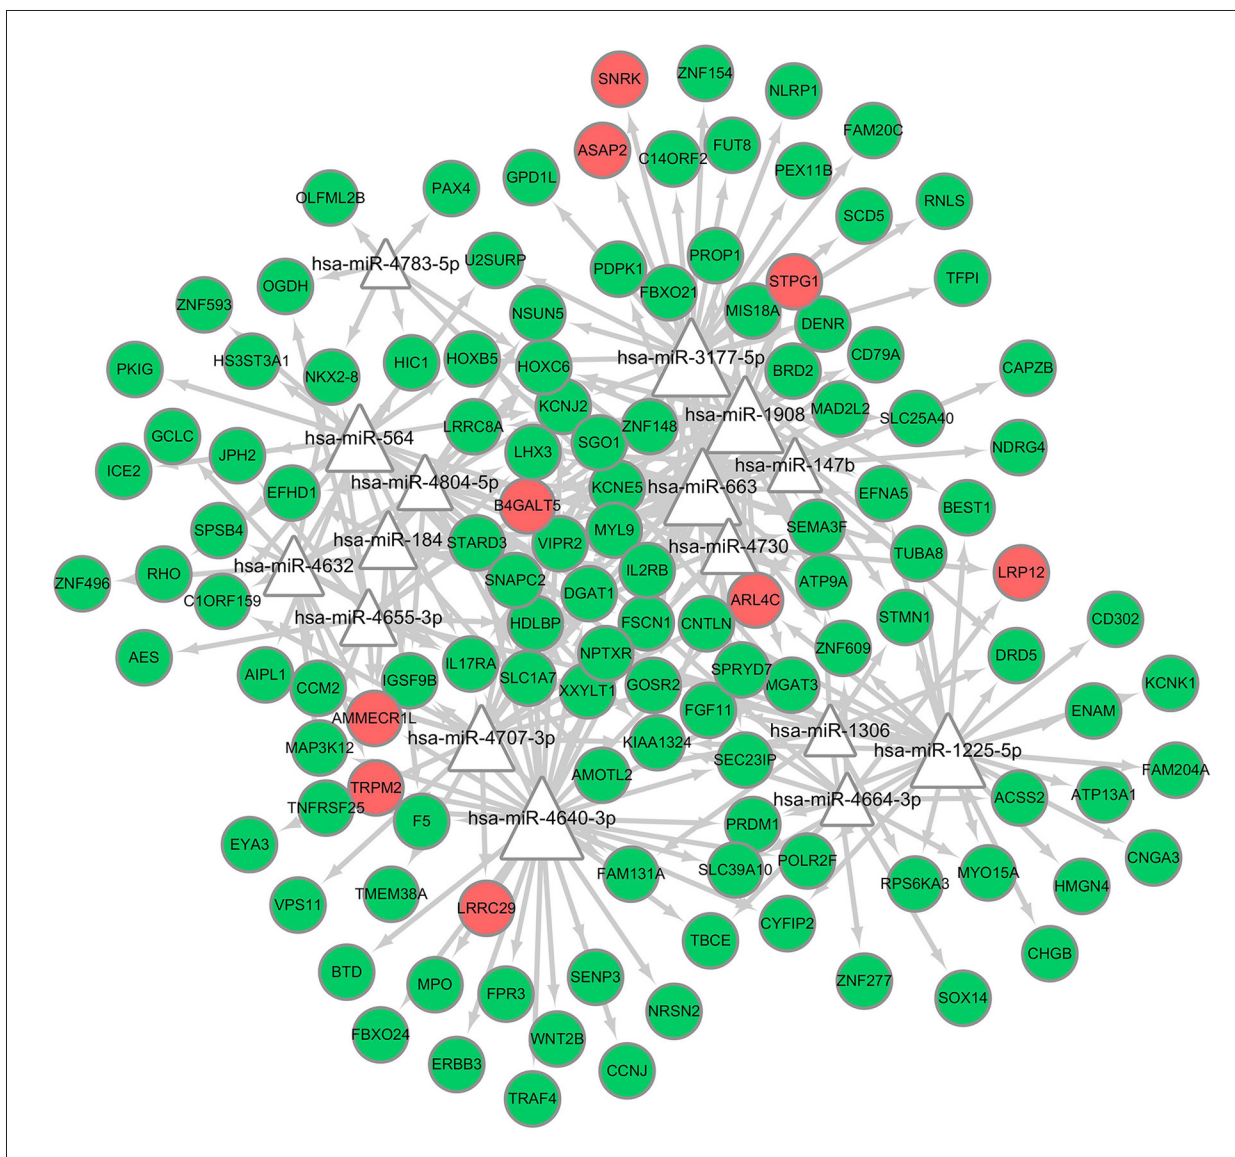 SNRK
ZNF154
NLRP1
FAM20C
ASAP2
C14ORF2
FUT8
PEX11B
GPD1L
PAX4
OLFML2B
SCD5
RNLS
hsa-miR-4783-5p
U2SURP
PDPK1
PROP1
FBXO21
STPG1
TFPI
OGDH
ZNF593
NSUN5
MIS18A
DENR
HS3ST3A1
PKIG
NKX2-8
HIC1
HOXB5
HOXC6
hsa-miR-3177-5p
BRD2
CD79A
CAPZB
KCNJ2
hsa-miR-1908
MAD2L2
SLC25A40
GCLC
hsa-miR-564
LRRC8A
ZNF148
SGO1
NDRG4
ICE2
JPH2
LHX3
hsa-miR-147b
hsa-miR-4804-5p
KCNE5
hsa-miR-663
EFHD1
EFNA5
B4GALT5
BEST1
SPSB4
SEMA3F
MYL9
hsa-miR-184
STARD3
VIPR2
hsa-miR-4730
TUBA8
hsa-miR-4632
ZNF496
RHO
SNAPC2
IL2RB
ATP9A
LRP12
C1ORF159
DGAT1
ARL4C
hsa-miR-4655-3p
HDLBP
FSCN1
CNTLN
STMN1
CD302
AES
ZNF609
AIPL1
CCM2
IGSF9B
IL17RA
SLC1A7
NPTXR
SPRYD7
DRD5
XXYLT1
GOSR2
MGAT3
KCNK1
AMMECR1L
FGF11
ENAM
hsa-miR-4707-3p
hsa-miR-1306
MAP3K12
KIAA1324
hsa-miR-1225-5p
SEC23IP
FAM204A
AMOTL2
TRPM2
hsa-miR-4664-3p
ACSS2
ATP13A1
TNFRSF25
F5
hsa-miR-4640-3p
PRDM1
EYA3
POLR2F
CNGA3
FAM131A
SLC39A10
MYO15A
RPS6KA3
HMGN4
TMEM38A
VPS11
LRRC29
CYFIP2
TBCE
CHGB
BTD
MPO
FPR3
SENP3
ZNF277
SOX14
NRSN2
FBXO24
WNT2B
ERBB3
CCNJ
TRAF4